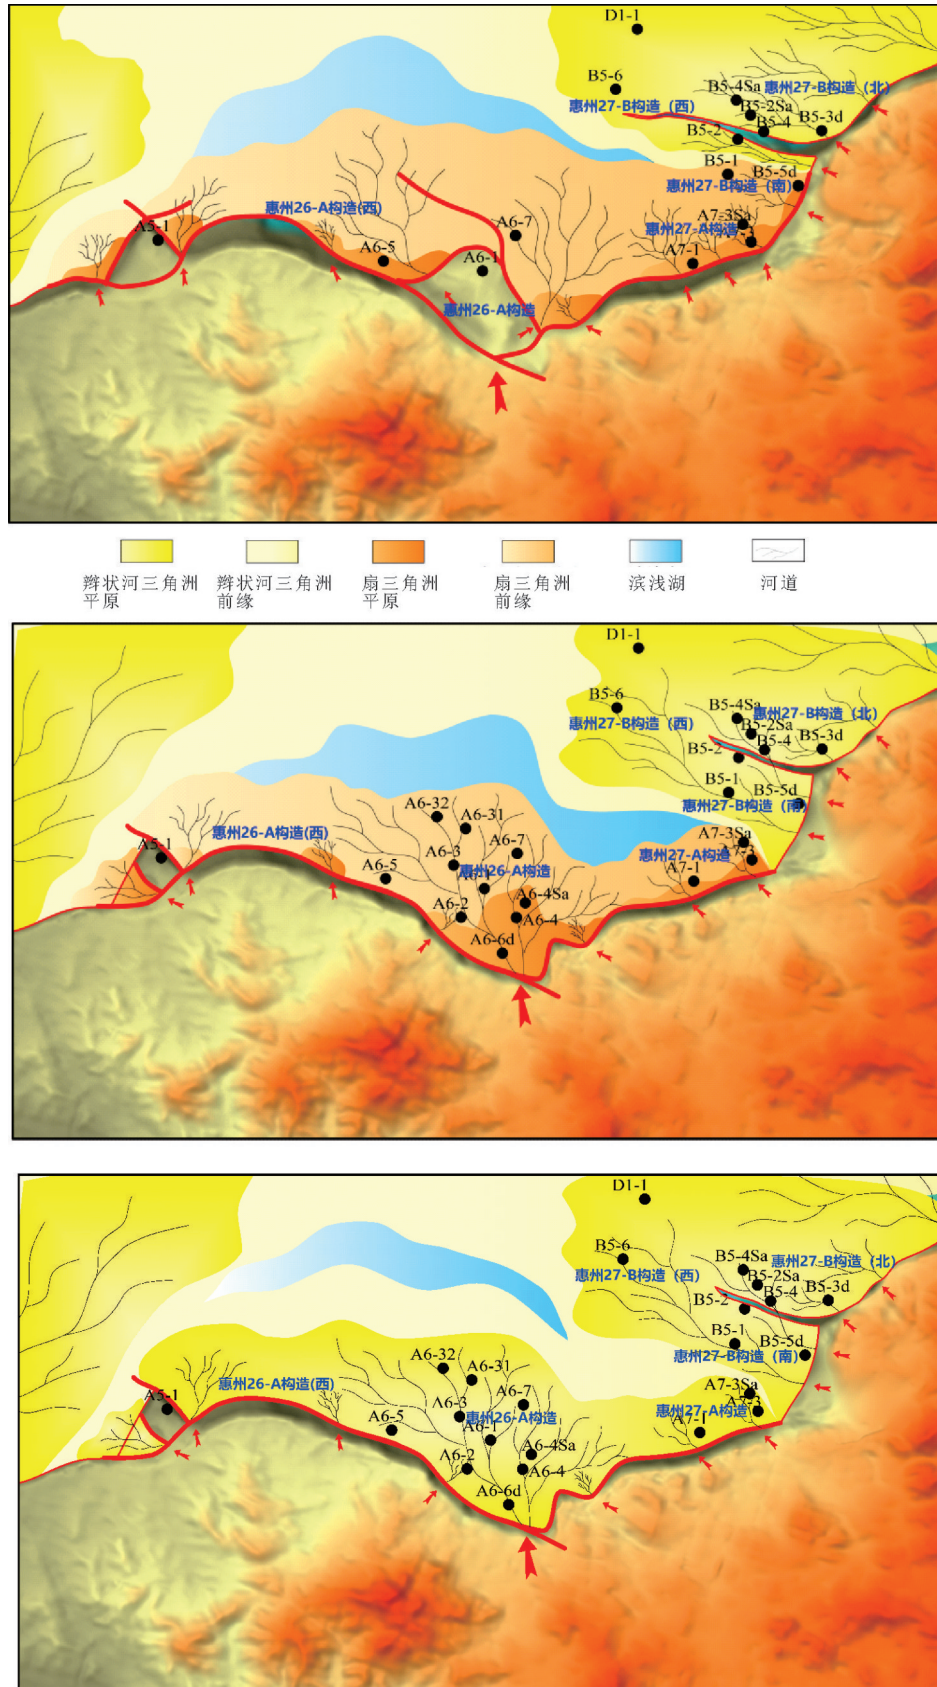 D1-1
B5-6
B5-4Sa
惠州27-B构造（北）
惠州27-B构造（西）
B5-2Sa
B5-2
B5-4
B5-3d
B5-1
B5-5d
惠州27-B构造（南）
惠州26-A构造(西)
A5-1
A6-7
A7-3Sa
惠州27-A构造
A7-3
A6-5
A6-1
A7-1
惠州26-A构造
辫状河三角洲
平原
辫状河三角洲
前缘
扇三角洲
平原
扇三角洲
前缘
滨浅湖
河道
D1-1
B5-6
B5-4Sa
惠州27-B构造（北）
惠州27-B构造（西）
B5-2Sa
B5-2
B5-4
B5-3d
B5-1
B5-5d
惠州27-B构造（南）
A6-32
A6-31
惠州26-A构造(西)
A5-1
A6-7
A7-3Sa
惠州27-A构造
A7-3
A6-5
A6-3
惠州26-A构造
A6-1
A7-1
A6-2
A6-4Sa
A6-4
A6-6d
D1-1
B5-6
B5-4Sa
惠州27-B构造（北）
惠州27-B构造（西）
B5-2Sa
B5-2
B5-4
B5-3d
B5-1
B5-5d
惠州27-B构造（南）
A6-32
A6-31
惠州26-A构造(西)
A5-1
A6-7
A7-3Sa
惠州27-A构造
A7-3
A6-5
A6-3
惠州26-A构造
A6-1
A7-1
A6-2
A6-4Sa
A6-4
A6-6d